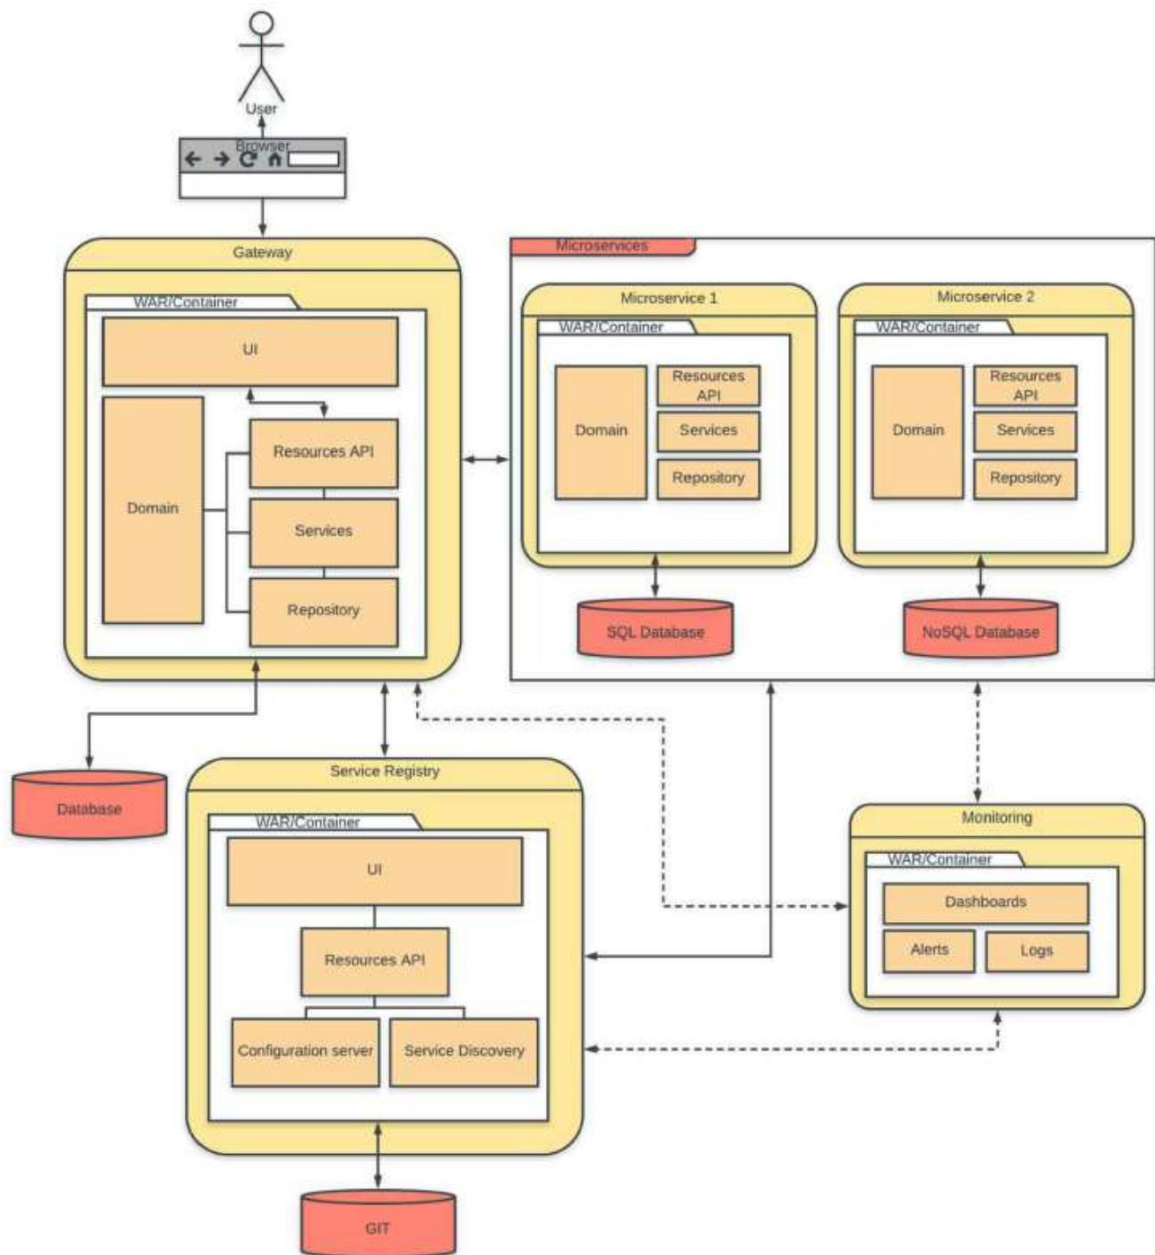 User
Browser
Gateway
WAR/Container
UI
Domain
Resources API
Services
Repository
Microservices
Microservice 1
WAR/Container
Domain
Resources
API
Services
Repository
SQL Database
Microservice 2
WAR/Container
Domain
Resources
API
Services
Repository
NoSQL Database
Database
Service Registry
WAR/Container
UI
Resources API
Configuration server
Service Discovery
GIT
Monitoring
WAR/Container
Dashboards
Alerts
Logs